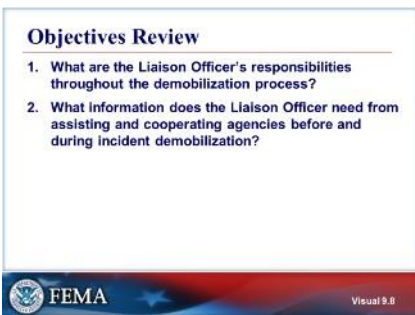 Objectives Review
1. What are the Liaison Officer's responsibilities
throughout the demobilization process?
2. What information does the Liaison Officer need from
assisting and cooperating agencies before and
during incident demobilization?
FEMA
Visual 9.8